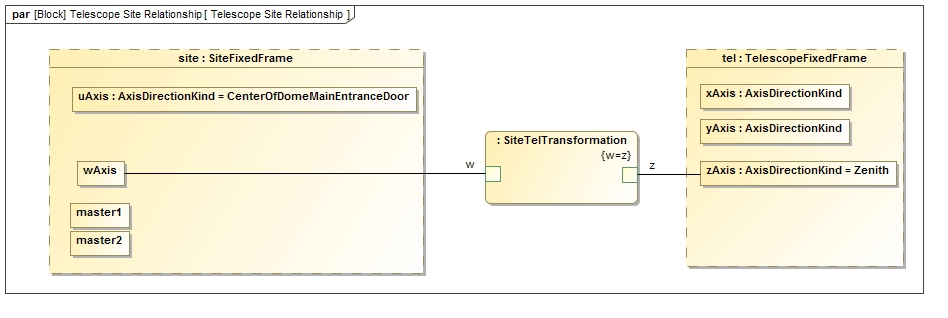 par [Block] Telescope Site Relationship [ Telescope Site Relationship ]
site : SiteFixedFrame
uAxis : AxisDirectionKind = CenterOfDomeMainEntranceDoor
wAxis
master1
master2
w
: SiteTelTransformation
{w=z}
z
tel : TelescopeFixedFrame
xAxis : AxisDirectionKind
yAxis : AxisDirectionKind
zAxis : AxisDirectionKind = Zenith